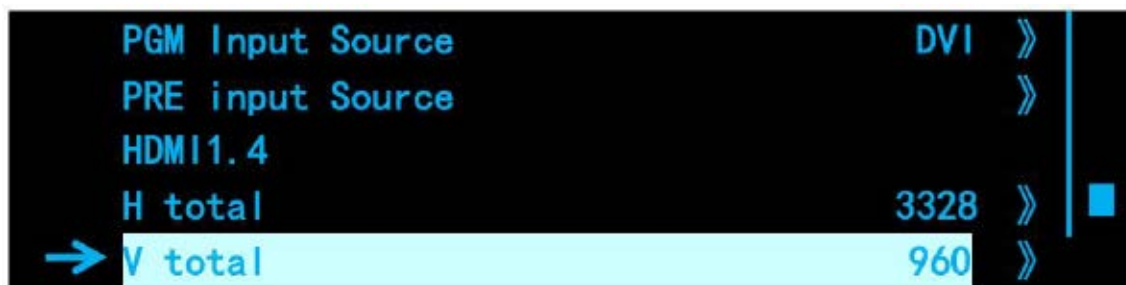 PGM Input Source DVI 》
PRE input Source 》
HDMI1.4
H total 3328 》
→ V total 960 》